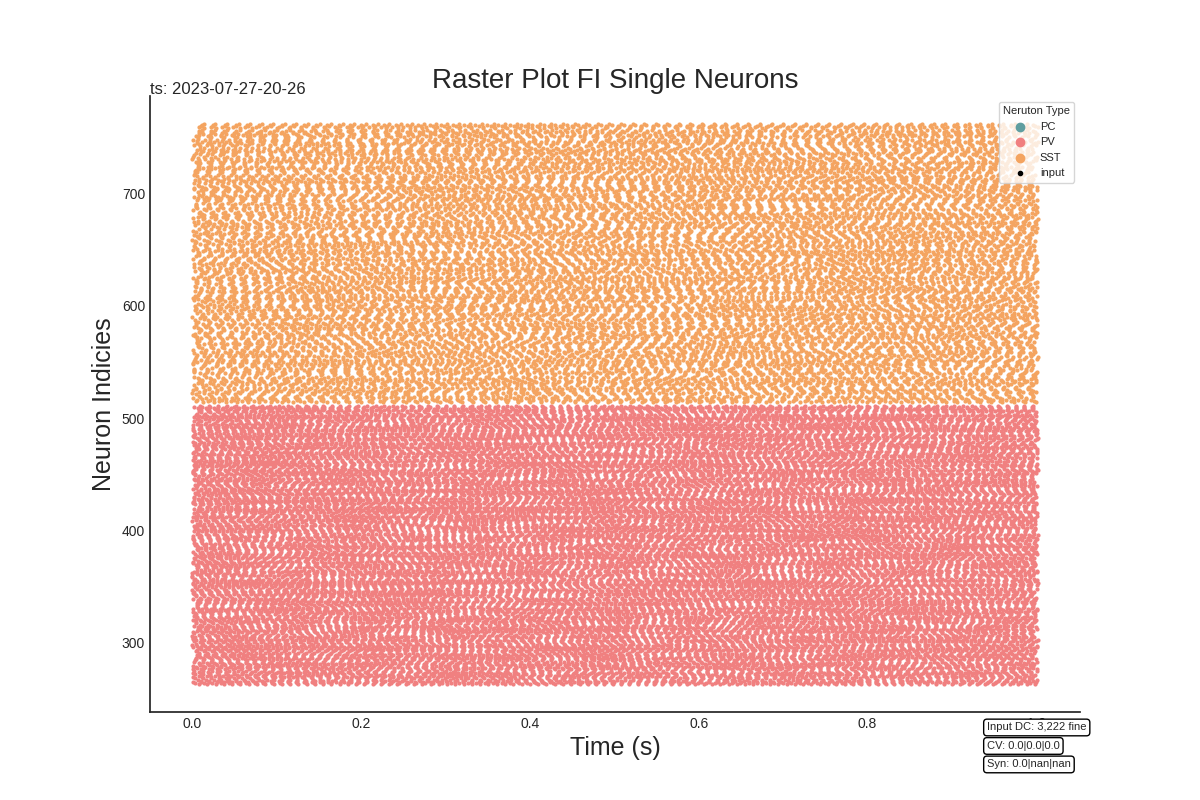 Raster Plot FI Single Neurons
ts: 2023-07-27-20-26
Neruton Type
PC
PV
SST
input
Neuron Indicies
700
600
500
400
300
0.0 0.2 0.4 0.6 0.8
Time (s)
Input DC: 3,222 fine
CV: 0.0|0.0|0.0
Syn: 0.0|nan|nan